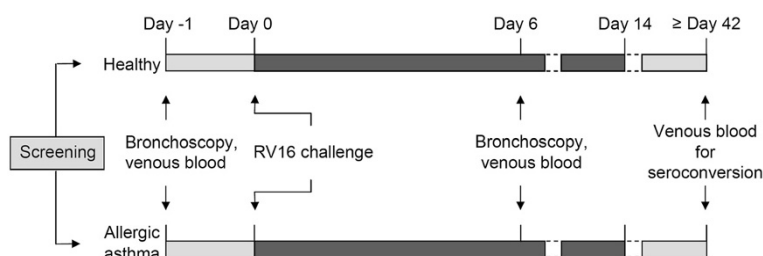 Day -1
Day 0
Day 6
Day 14
≥ Day 42
Healthy
Screening
Bronchoscopy,
venous blood
RV16 challenge
Bronchoscopy,
venous blood
Venous blood
for
seroconversion
Allergic
asthma